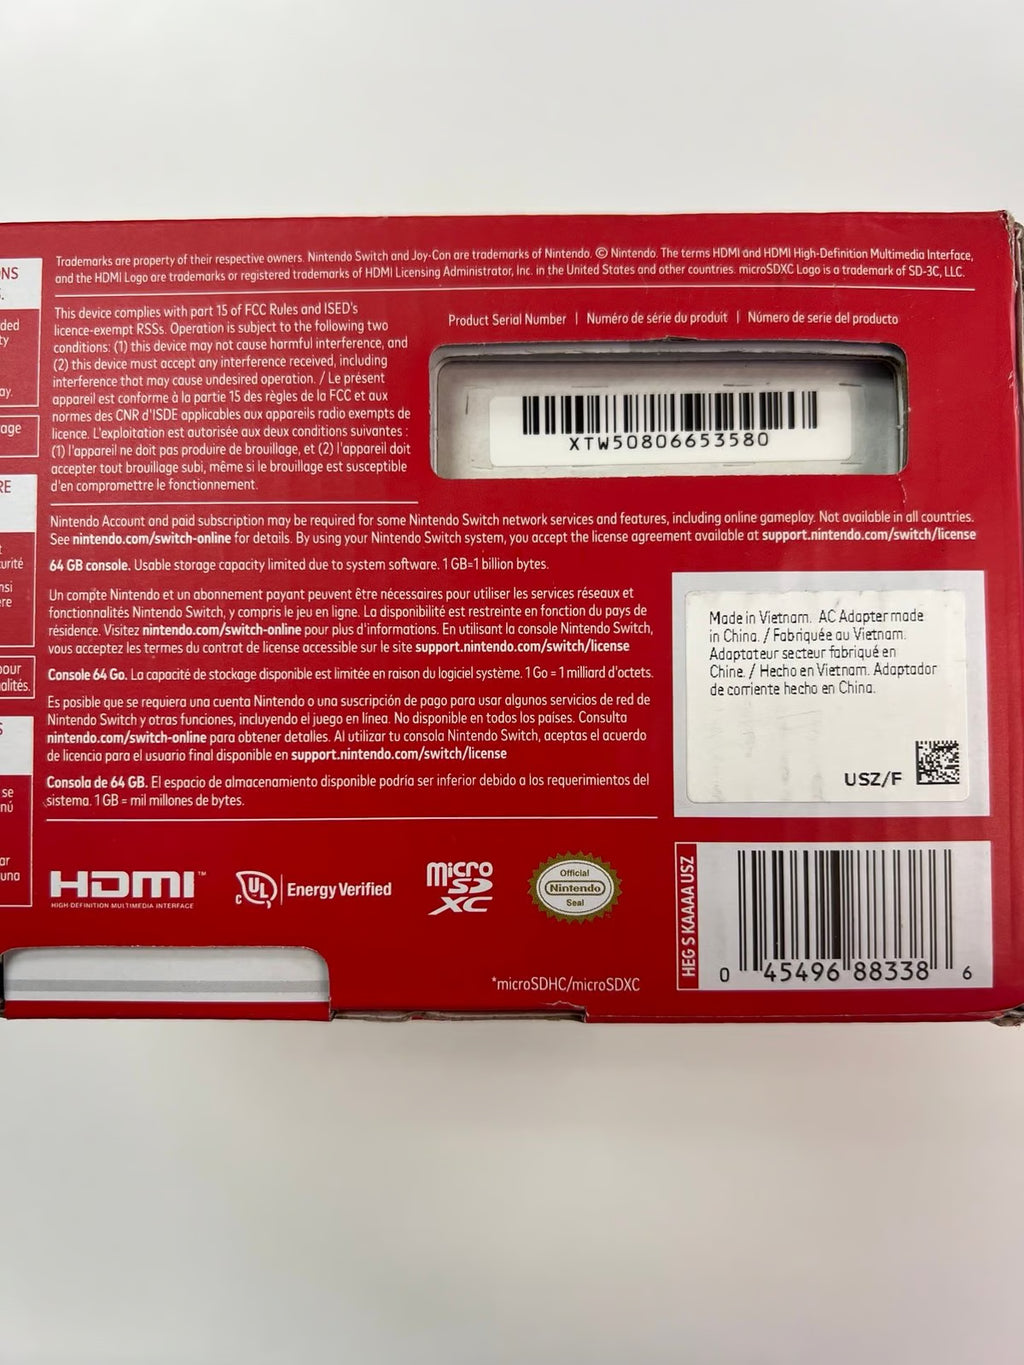 NS
S.
ded
ty
ay.
age
RE
t
curité
nsi
ere
pour
alités.
S
se
nú
ar
una
Trademarks are property of their respective owners. Nintendo Switch and Joy-Con are trademarks of Nintendo. © Nintendo. The terms HDMI and HDMI High-Definition Multimedia Interface,
and the HDMI Logo are trademarks or registered trademarks of HDMI Licensing Administrator, Inc. in the United States and other countries. microSDXC Logo is a trademark of SD-3C, LLC.
This device complies with part 15 of FCC Rules and ISED's
licence-exempt RSSs. Operation is subject to the following two
conditions: (1) this device may not cause harmful interference, and
(2) this device must accept any interference received, including
interference that may cause undesired operation. / Le présent
appareil est conforme à la partie 15 des règles de la FCC et aux
normes des CNR d'ISDE applicables aux appareils radio exempts de
licence. L'exploitation est autorisée aux deux conditions suivantes :
(1) l'appareil ne doit pas produire de brouillage, et (2) l'appareil doit
accepter tout brouillage subi, même si le brouillage est susceptible
d'en compromettre le fonctionnement.
Product Serial Number | Numéro de série du produit | Número de serie del producto
XTW50806653580
Nintendo Account and paid subscription may be required for some Nintendo Switch network services and features, including online gameplay. Not available in all countries.
See nintendo.com/switch-online for details. By using your Nintendo Switch system, you accept the license agreement available at support.nintendo.com/switch/license
64 GB console. Usable storage capacity limited due to system software. 1 GB=1 billion bytes.
Un compte Nintendo et un abonnement payant peuvent être nécessaires pour utiliser les services réseaux et
fonctionnalités Nintendo Switch, y compris le jeu en ligne. La disponibilité est restreinte en fonction du pays de
résidence. Visitez nintendo.com/switch-online pour plus d'informations. En utilisant la console Nintendo Switch,
vous acceptez les termes du contrat de license accessible sur le site support.nintendo.com/switch/license
Console 64 Go. La capacité de stockage disponible est limitée en raison du logiciel système. 1 Go = 1 milliard d'octets.
Es posible que se requiera una cuenta Nintendo o una suscripción de pago para usar algunos servicios de red de
Nintendo Switch y otras funciones, incluyendo el juego en línea. No disponible en todos los países. Consulta
nintendo.com/switch-online para obtener detalles. Al utilizar tu consola Nintendo Switch, aceptas el acuerdo
de licencia para el usuario final disponible en support.nintendo.com/switch/license
Consola de 64 GB. El espacio de almacenamiento disponible podría ser inferior debido a los requerimientos del
sistema. 1 GB = mil millones de bytes.
Made in Vietnam. AC Adapter made
in China. / Fabriquée au Vietnam.
Adaptateur secteur fabriqué en
Chine. / Hecho en Vietnam. Adaptador
de corriente hecho en China.
USZ/F
HDMI™
HIGH-DEFINITION MULTIMEDIA INTERFACE
c UL Energy Verified
micro
SD
XC
Official
Nintendo
Seal
*microSDHC/microSDXC
HEG S KAAAA USZ
0 45496 88338 6